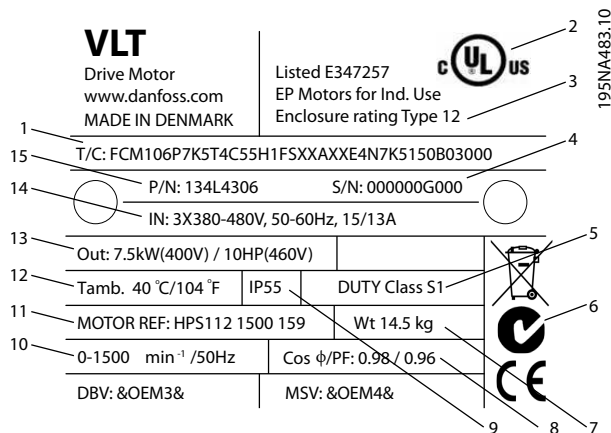 VLT
Drive Motor
www.danfoss.com
MADE IN DENMARK
Listed E347257
EP Motors for Ind. Use
Enclosure rating Type 12
C UL US
195NA483.10
T/C: FCM106P7K5T4C55H1FSXXAXXE4N7K5150B03000
P/N: 134L4306 S/N: 000000G000
IN: 3X380-480V, 50-60Hz, 15/13A
Out: 7.5kW(400V) / 10HP(460V)
Tamb. 40 °C/104 °F IP55 DUTY Class S1
MOTOR REF: HPS112 1500 159 Wt 14.5 kg
0-1500 min⁻¹ /50Hz Cos ϕ/PF: 0.98 / 0.96
DBV: &OEM3& MSV: &OEM4&
CE
1
15
14
13
12
11
10
2
3
4
5
6
7
8
9